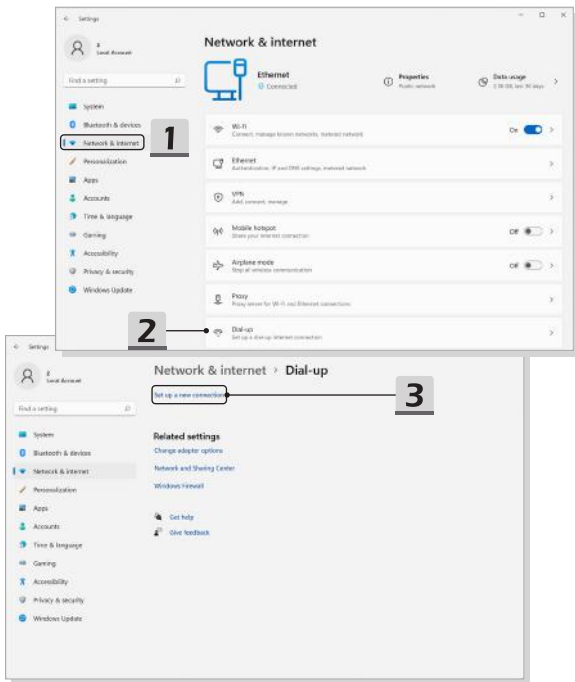 Settings
Local Account
Find a setting
System
Bluetooth & devices
Network & internet
Personalization
Apps
Accounts
Time & language
Gaming
Accessibility
Privacy & security
Windows Update
1
2
Network & internet
Ethernet
Connected
Properties
Public network
Data usage
Wi-Fi
Connect, manage known networks, metered network
On
Ethernet
Authentication, IP and DNS settings, metered network
VPN
Add, connect, manage
Mobile hotspot
Share your internet connection
Off
Airplane mode
Stop all wireless communication
Off
Proxy
Proxy server for Wi-Fi and Ethernet connections
Dial-up
Set up a dial-up internet connection
Settings
Local Account
Find a setting
System
Bluetooth & devices
Network & internet
Personalization
Apps
Accounts
Time & language
Gaming
Accessibility
Privacy & security
Windows Update
Network & internet > Dial-up
Set up a new connection
3
Related settings
Change adapter options
Network and Sharing Center
Windows Firewall
Get help
Give feedback